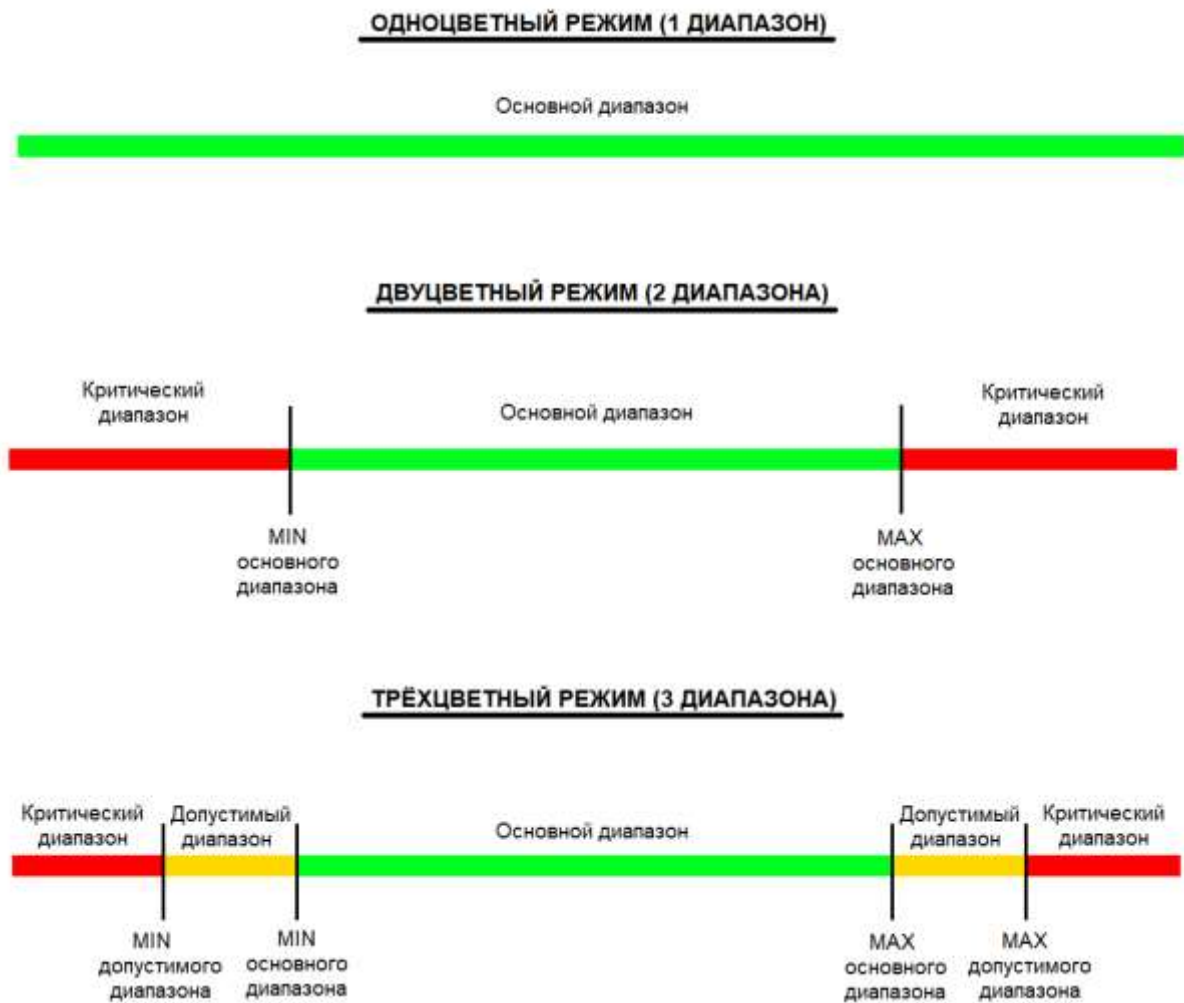 ОДНОЦВЕТНЫЙ РЕЖИМ (1 ДИАПАЗОН)
Основной диапазон
ДВУЦВЕТНЫЙ РЕЖИМ (2 ДИАПАЗОНА)
Критический
диапазон
Основной диапазон
Критический
диапазон
MIN
основного
диапазона
MAX
основного
диапазона
ТРЁХЦВЕТНЫЙ РЕЖИМ (3 ДИАПАЗОНА)
Критический
диапазон
Допустимый
диапазон
Основной диапазон
Допустимый
диапазон
Критический
диапазон
MIN
допустимого
диапазона
MIN
основного
диапазона
MAX
основного
диапазона
MAX
допустимого
диапазона